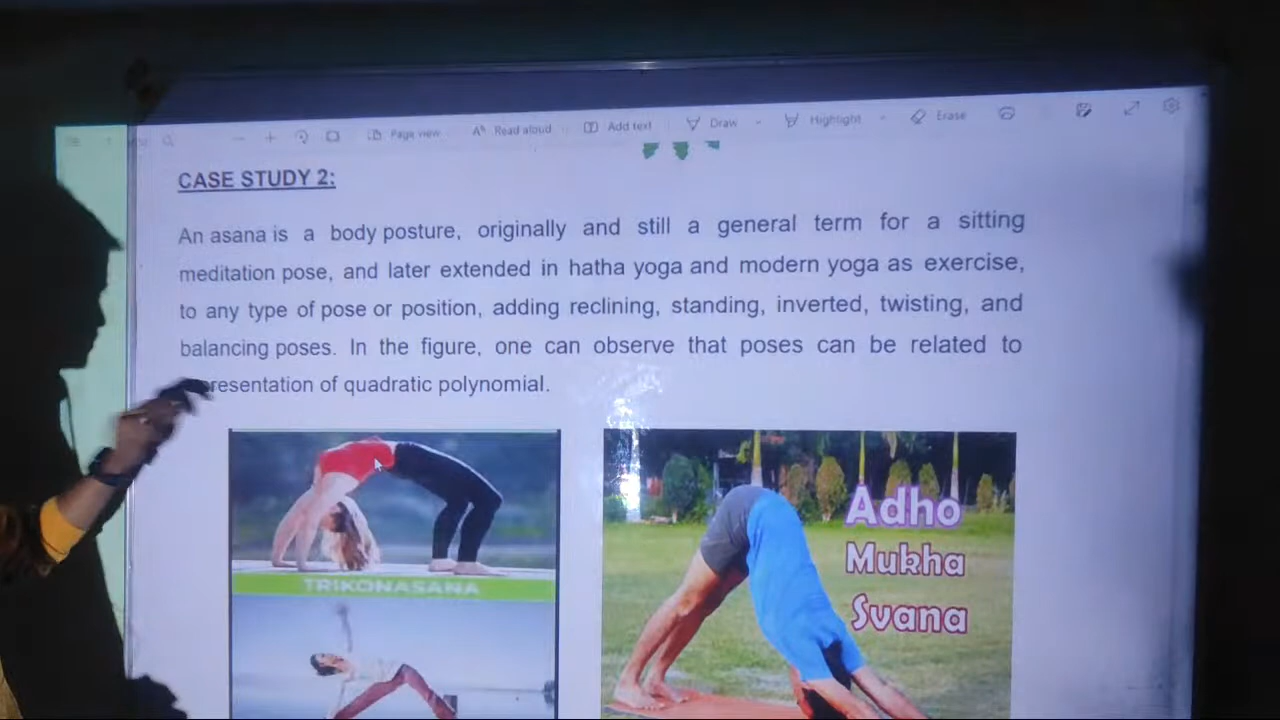 Page view
Read aloud
Add text
Draw
Highlight
Erase
CASE STUDY 2:
An asana is a body posture, originally and still a general term for a sitting
meditation pose, and later extended in hatha yoga and modern yoga as exercise,
to any type of pose or position, adding reclining, standing, inverted, twisting, and
balancing poses. In the figure, one can observe that poses can be related to
presentation of quadratic polynomial.
TRIKONASANA
Adho
Mukha
Svana